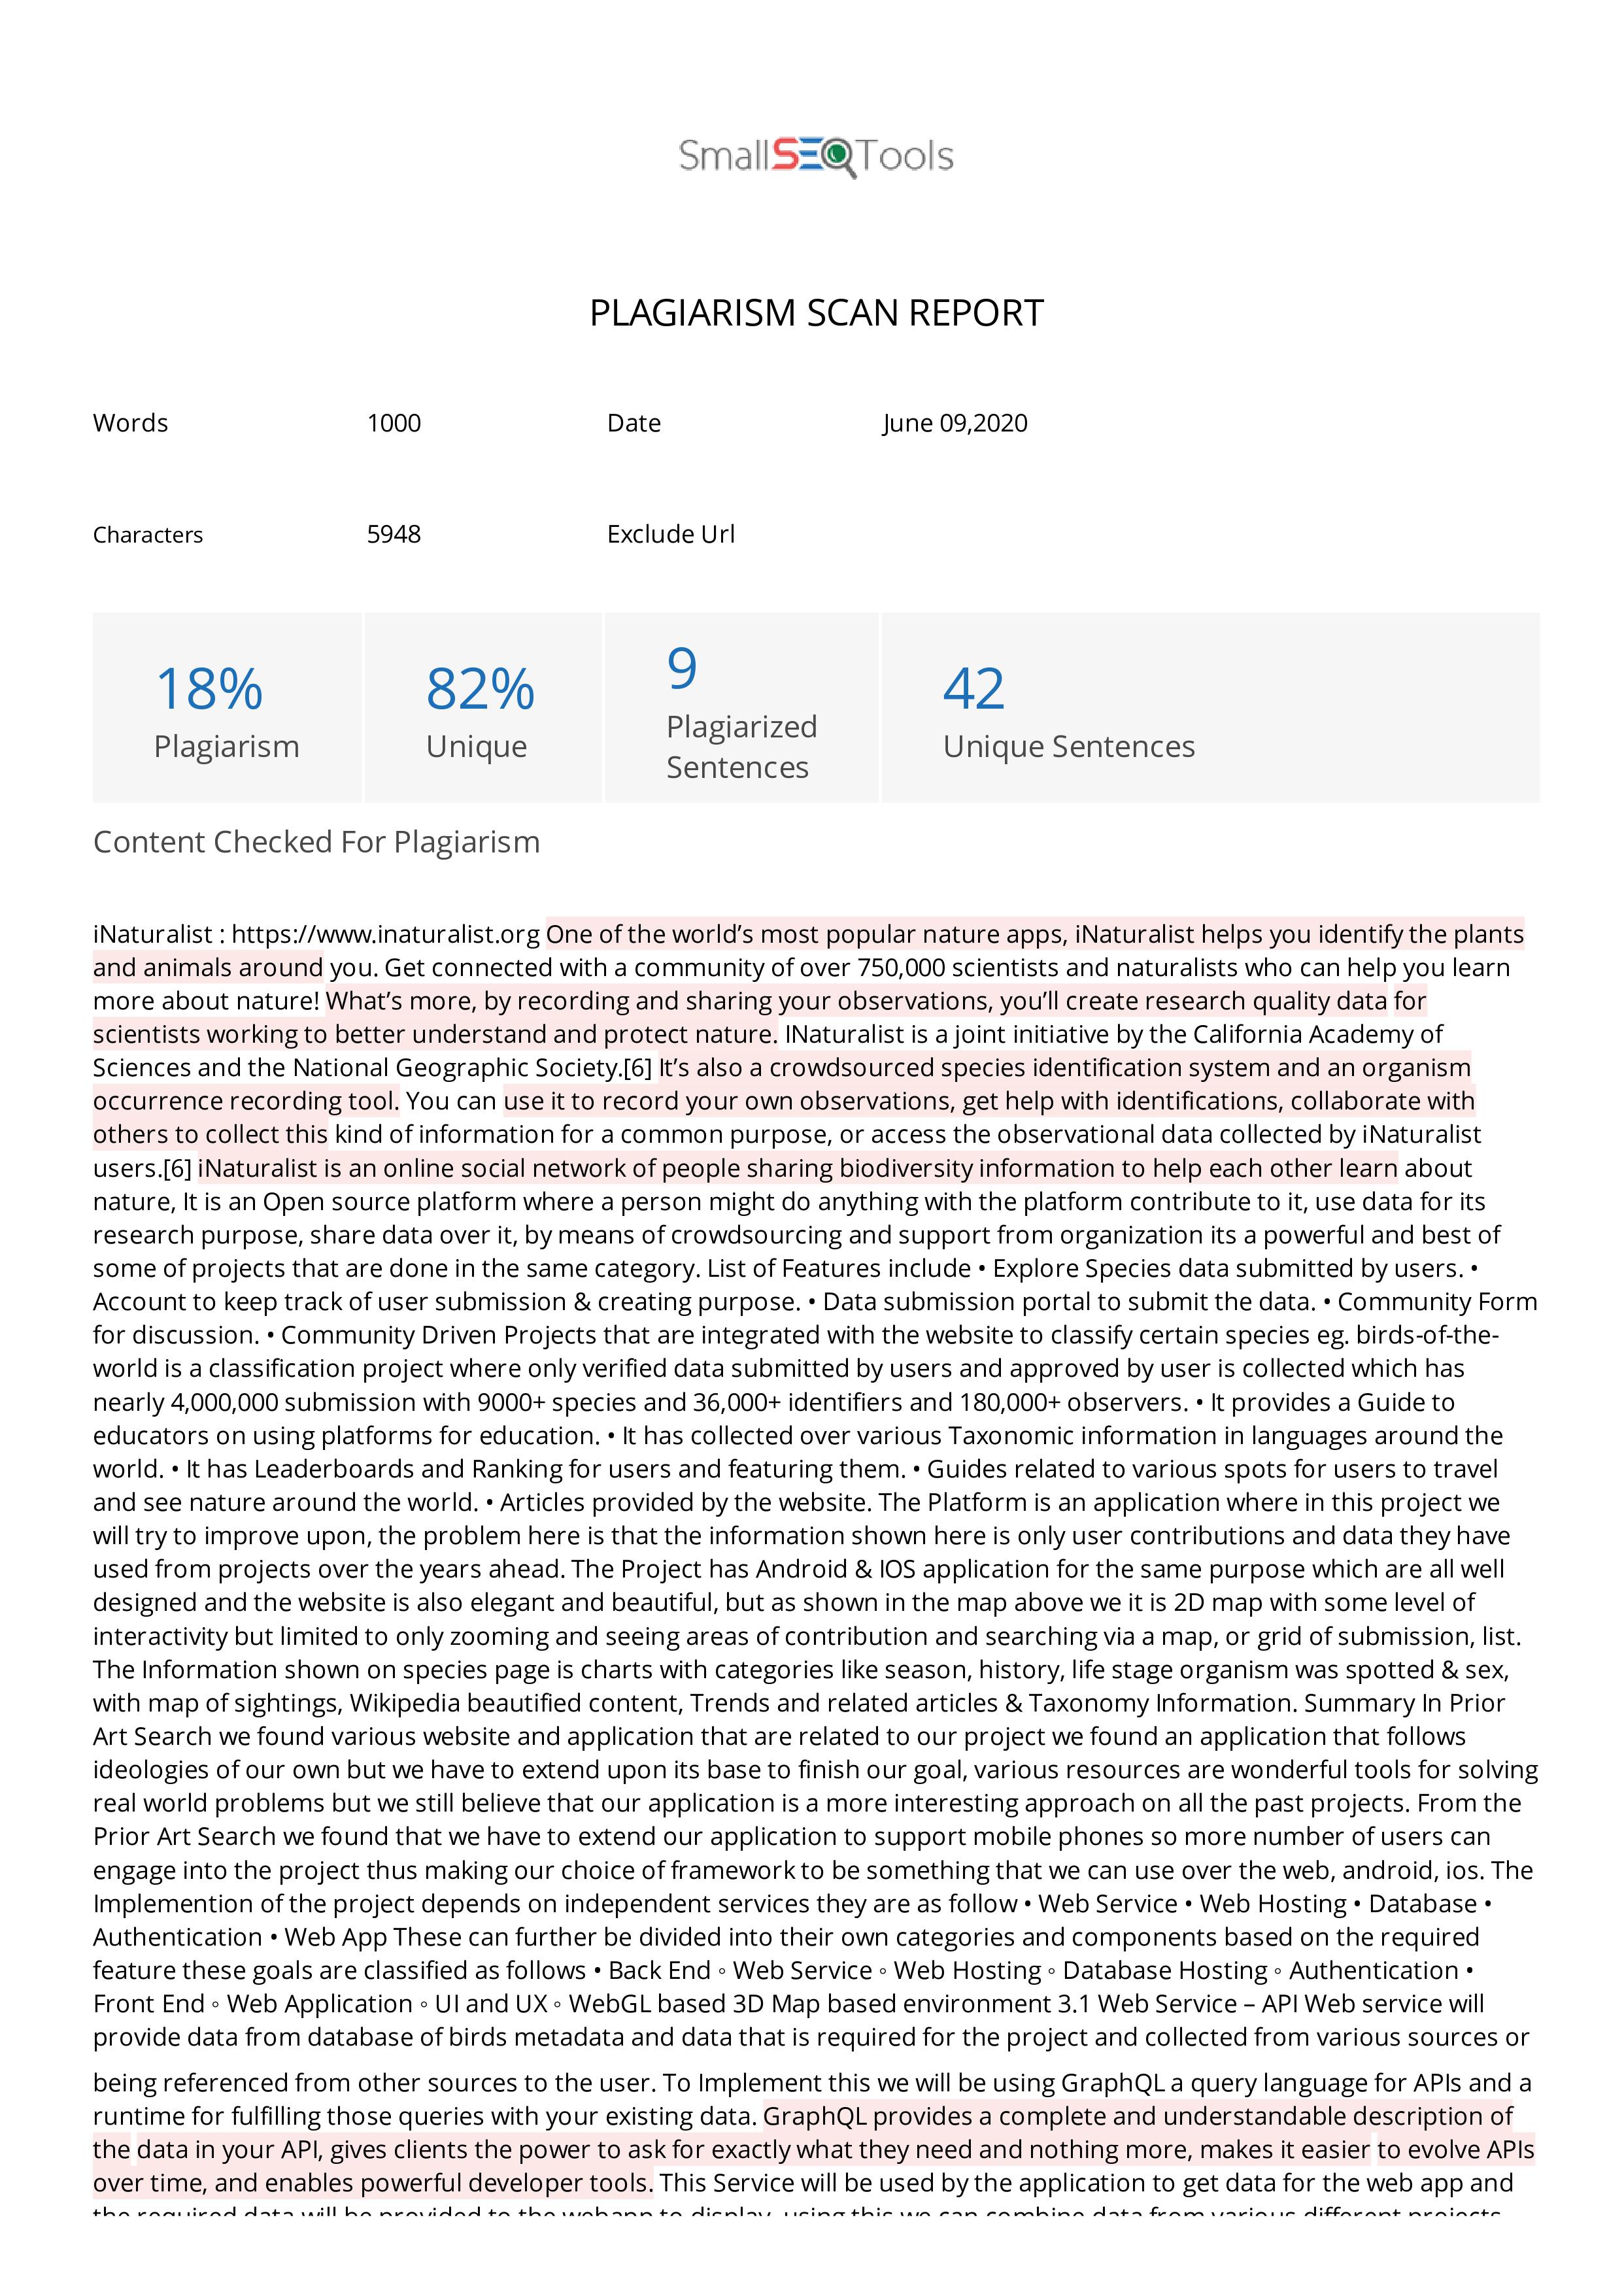 SmallSEOTools
PLAGIARISM SCAN REPORT
Words 1000 Date June 09,2020
Characters 5948 Exclude Url
18% 82% 9 42
Plagiarism Unique Plagiarized Sentences Unique Sentences
Content Checked For Plagiarism
iNaturalist : https://www.inaturalist.org One of the world’s most popular nature apps, iNaturalist helps you identify the plants
and animals around you. Get connected with a community of over 750,000 scientists and naturalists who can help you learn
more about nature! What’s more, by recording and sharing your observations, you’ll create research quality data for
scientists working to better understand and protect nature. INaturalist is a joint initiative by the California Academy of
Sciences and the National Geographic Society.[6] It’s also a crowdsourced species identification system and an organism
occurrence recording tool. You can use it to record your own observations, get help with identifications, collaborate with
others to collect this kind of information for a common purpose, or access the observational data collected by iNaturalist
users.[6] iNaturalist is an online social network of people sharing biodiversity information to help each other learn about
nature, It is an Open source platform where a person might do anything with the platform contribute to it, use data for its
research purpose, share data over it, by means of crowdsourcing and support from organization its a powerful and best of
some of projects that are done in the same category. List of Features include • Explore Species data submitted by users. •
Account to keep track of user submission & creating purpose. • Data submission portal to submit the data. • Community Form
for discussion. • Community Driven Projects that are integrated with the website to classify certain species eg. birds-of-the-
world is a classification project where only verified data submitted by users and approved by user is collected which has
nearly 4,000,000 submission with 9000+ species and 36,000+ identifiers and 180,000+ observers. • It provides a Guide to
educators on using platforms for education. • It has collected over various Taxonomic information in languages around the
world. • It has Leaderboards and Ranking for users and featuring them. • Guides related to various spots for users to travel
and see nature around the world. • Articles provided by the website. The Platform is an application where in this project we
will try to improve upon, the problem here is that the information shown here is only user contributions and data they have
used from projects over the years ahead. The Project has Android & IOS application for the same purpose which are all well
designed and the website is also elegant and beautiful, but as shown in the map above we it is 2D map with some level of
interactivity but limited to only zooming and seeing areas of contribution and searching via a map, or grid of submission, list.
The Information shown on species page is charts with categories like season, history, life stage organism was spotted & sex,
with map of sightings, Wikipedia beautified content, Trends and related articles & Taxonomy Information. Summary In Prior
Art Search we found various website and application that are related to our project we found an application that follows
ideologies of our own but we have to extend upon its base to finish our goal, various resources are wonderful tools for solving
real world problems but we still believe that our application is a more interesting approach on all the past projects. From the
Prior Art Search we found that we have to extend our application to support mobile phones so more number of users can
engage into the project thus making our choice of framework to be something that we can use over the web, android, ios. The
Implemention of the project depends on independent services they are as follow • Web Service • Web Hosting • Database •
Authentication • Web App These can further be divided into their own categories and components based on the required
feature these goals are classified as follows • Back End ◦ Web Service ◦ Web Hosting ◦ Database Hosting ◦ Authentication •
Front End ◦ Web Application ◦ UI and UX ◦ WebGL based 3D Map based environment 3.1 Web Service – API Web service will
provide data from database of birds metadata and data that is required for the project and collected from various sources or
being referenced from other sources to the user. To Implement this we will be using GraphQL a query language for APIs and a
runtime for fulfilling those queries with your existing data. GraphQL provides a complete and understandable description of
the data in your API, gives clients the power to ask for exactly what they need and nothing more, makes it easier to evolve APIs
over time, and enables powerful developer tools. This Service will be used by the application to get data for the web app and
the required data will be provided to the webapp to display, using this we can combine data from various different projects